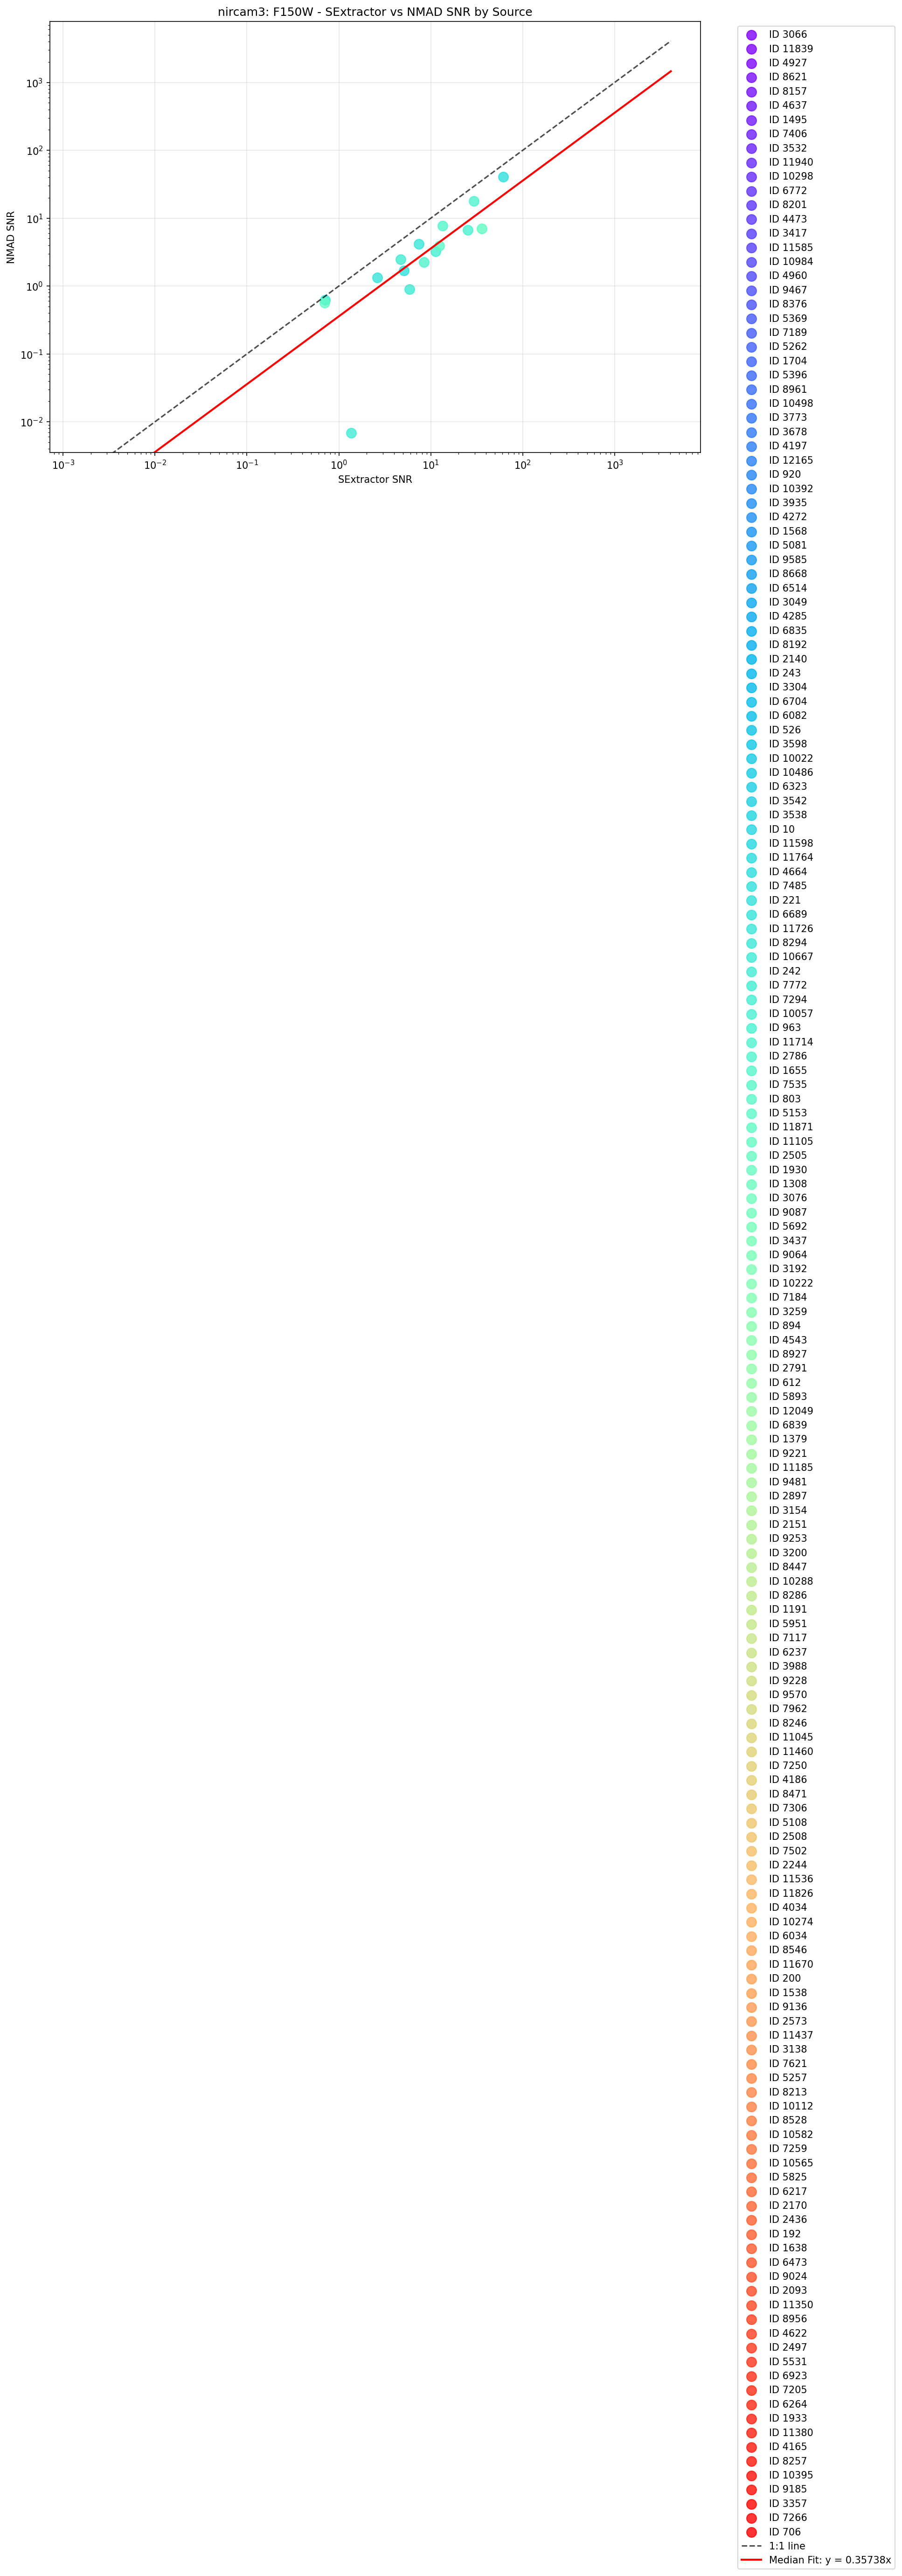 nircam3: F150W - SExtractor vs NMAD SNR by Source
NMAD SNR
10³
10²
10¹
10⁰
10⁻¹
10⁻²
10⁻³ 10⁻² 10⁻¹ 10⁰ 10¹ 10² 10³
SExtractor SNR
ID 3066
ID 11839
ID 4927
ID 8621
ID 8157
ID 4637
ID 1495
ID 7406
ID 3532
ID 11940
ID 10298
ID 6772
ID 8201
ID 4473
ID 3417
ID 11585
ID 10984
ID 4960
ID 9467
ID 8376
ID 5369
ID 7189
ID 5262
ID 1704
ID 5396
ID 8961
ID 10498
ID 3773
ID 3678
ID 4197
ID 12165
ID 920
ID 10392
ID 3935
ID 4272
ID 1568
ID 5081
ID 9585
ID 8668
ID 6514
ID 3049
ID 4285
ID 6835
ID 8192
ID 2140
ID 243
ID 3304
ID 6704
ID 6082
ID 526
ID 3598
ID 10022
ID 10486
ID 6323
ID 3542
ID 3538
ID 10
ID 11598
ID 11764
ID 4664
ID 7485
ID 221
ID 6689
ID 11726
ID 8294
ID 10667
ID 242
ID 7772
ID 7294
ID 10057
ID 963
ID 11714
ID 2786
ID 1655
ID 7535
ID 803
ID 5153
ID 11871
ID 11105
ID 2505
ID 1930
ID 1308
ID 3076
ID 9087
ID 5692
ID 3437
ID 9064
ID 3192
ID 10222
ID 7184
ID 3259
ID 894
ID 4543
ID 8927
ID 2791
ID 612
ID 5893
ID 12049
ID 6839
ID 1379
ID 9221
ID 11185
ID 9481
ID 2897
ID 3154
ID 2151
ID 9253
ID 3200
ID 8447
ID 10288
ID 8286
ID 1191
ID 5951
ID 7117
ID 6237
ID 3988
ID 9228
ID 9570
ID 7962
ID 8246
ID 11045
ID 11460
ID 7250
ID 4186
ID 8471
ID 7306
ID 5108
ID 2508
ID 7502
ID 2244
ID 11536
ID 11826
ID 4034
ID 10274
ID 6034
ID 8546
ID 11670
ID 200
ID 1538
ID 9136
ID 2573
ID 11437
ID 3138
ID 7621
ID 5257
ID 8213
ID 10112
ID 8528
ID 10582
ID 7259
ID 10565
ID 5825
ID 6217
ID 2170
ID 2436
ID 192
ID 1638
ID 6473
ID 9024
ID 2093
ID 11350
ID 8956
ID 4622
ID 2497
ID 5531
ID 6923
ID 7205
ID 6264
ID 1933
ID 11380
ID 4165
ID 8257
ID 10395
ID 9185
ID 3357
ID 7266
ID 706
1:1 line
Median Fit: y = 0.35738x